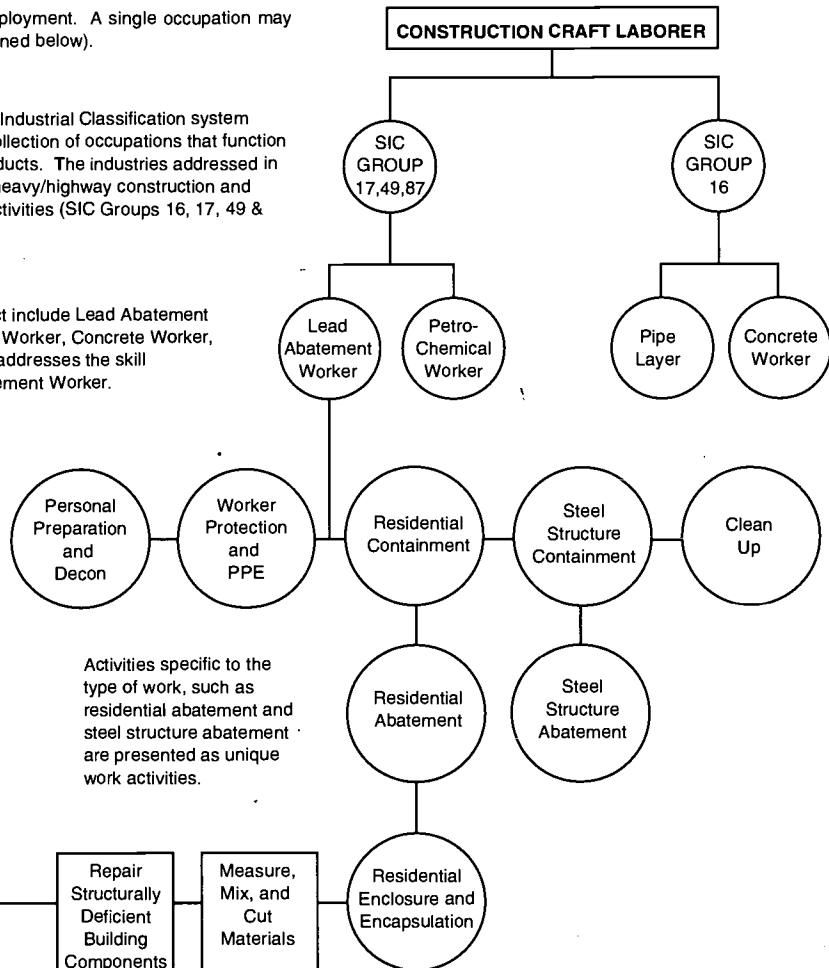 ployment. A single occupation may
ned below).
Industrial Classification system
ollection of occupations that function
ducts. The industries addressed in
neavy/highway construction and
ctivities (SIC Groups 16, 17, 49 &
ct include Lead Abatement
Worker, Concrete Worker,
addresses the skill
ement Worker.
CONSTRUCTION CRAFT LABORER
SIC
GROUP
17,49,87
SIC
GROUP
16
Lead
Abatement
Worker
Petro-
Chemical
Worker
Pipe
Layer
Concrete
Worker
Personal
Preparation
and
Decon
Worker
Protection
and
PPE
Residential
Containment
Steel
Structure
Containment
Clean
Up
Activities specific to the
type of work, such as
residential abatement and
steel structure abatement
are presented as unique
work activities.
Residential
Abatement
Steel
Structure
Abatement
Repair
Structurally
Deficient
Building
Components
Measure,
Mix, and
Cut
Materials
Residential
Enclosure and
Encapsulation